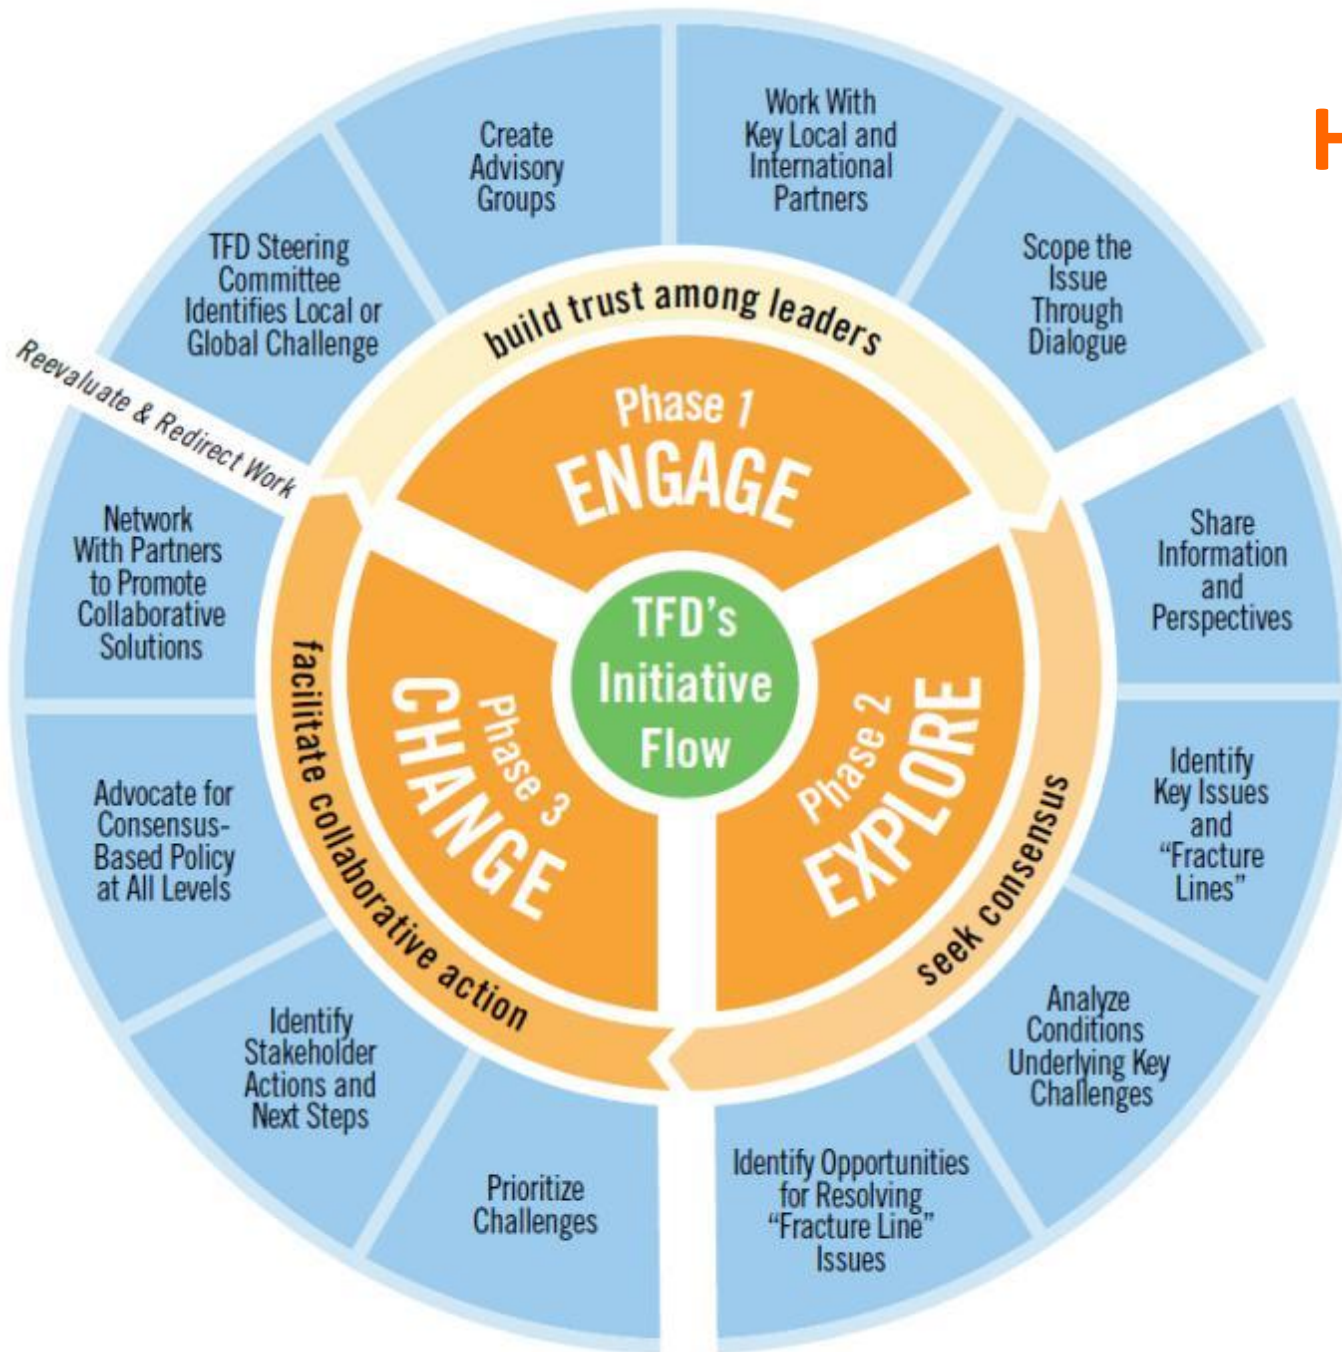 H
Work With
Key Local and
International
Partners
Create
Advisory
Groups
Scope the
Issue
Through
Dialogue
TFD Steering
Committee
Identifies Local or
Global Challenge
Reevaluate & Redirect Work
build trust among leaders
Phase 1
ENGAGE
Share
Information
and
Perspectives
Network
With Partners
to Promote
Collaborative
Solutions
TFD's
Initiative
Flow
Phase 2
EXPLORE
seek consensus
Phase 3
CHANGE
facilitate collaborative action
Identify
Key Issues
and
“Fracture
Lines”
Advocate for
Consensus-
Based Policy
at All Levels
Analyze
Conditions
Underlying Key
Challenges
Identify
Stakeholder
Actions and
Next Steps
Identify Opportunities
for Resolving
“Fracture Line”
Issues
Prioritize
Challenges